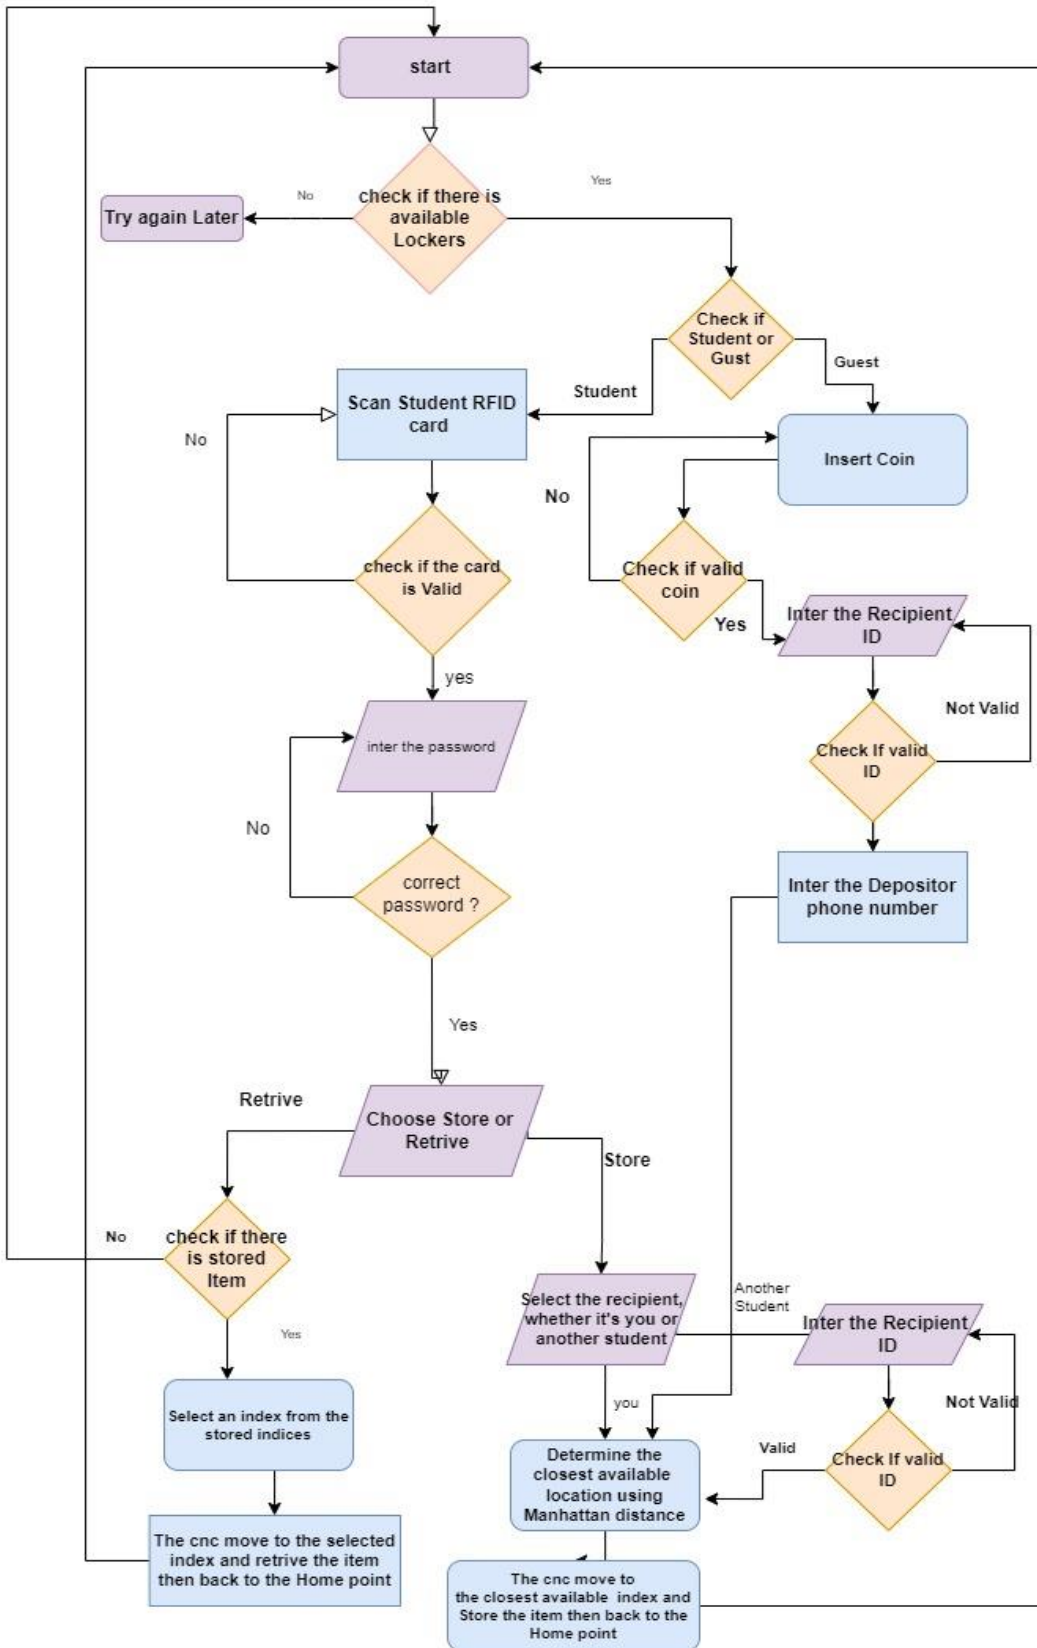 start
check if there is
available
Lockers
No
Yes
Try again Later
Check if
Student or
Gust
Student
Guest
Scan Student RFID
card
No
Insert Coin
No
check if the card
is Valid
Check if valid
coin
Yes
Inter the Recipient
ID
yes
Not Valid
inter the password
Check If valid
ID
No
correct
password ?
Inter the Depositor
phone number
Yes
Retrive
Choose Store or
Retrive
Store
No
check if there
is stored
Item
Select the recipient,
whether it's you or
another student
Another
Student
Inter the Recipient
ID
Yes
you
Not Valid
Select an index from the
stored indices
Determine the
closest available
location using
Manhattan distance
Valid
Check If valid
ID
The cnc move to the selected
index and retrive the item
then back to the Home point
The cnc move to
the closest available index and
Store the item then back to the
Home point